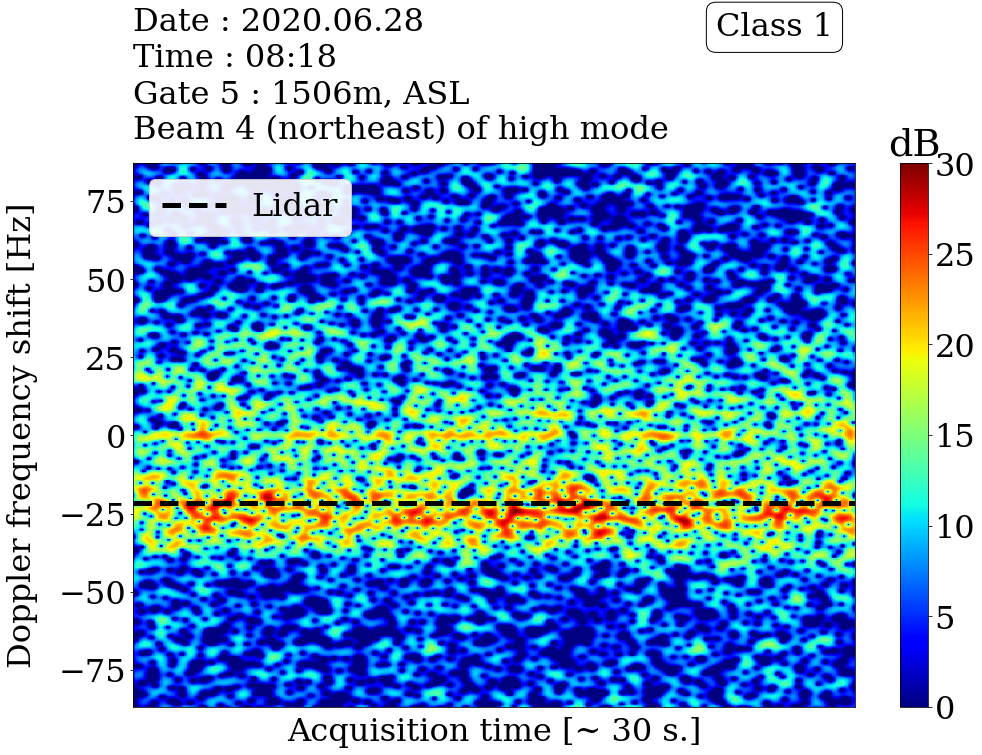 Date : 2020.06.28
Class 1
Time : 08:18
Gate 5 : 1506m, ASL
Beam 4 (northeast) of high mode
dB
Lidar
Doppler frequency shift [Hz]
75
50
25
0
−25
−50
−75
30
25
20
15
10
5
0
Acquisition time [~ 30 s.]